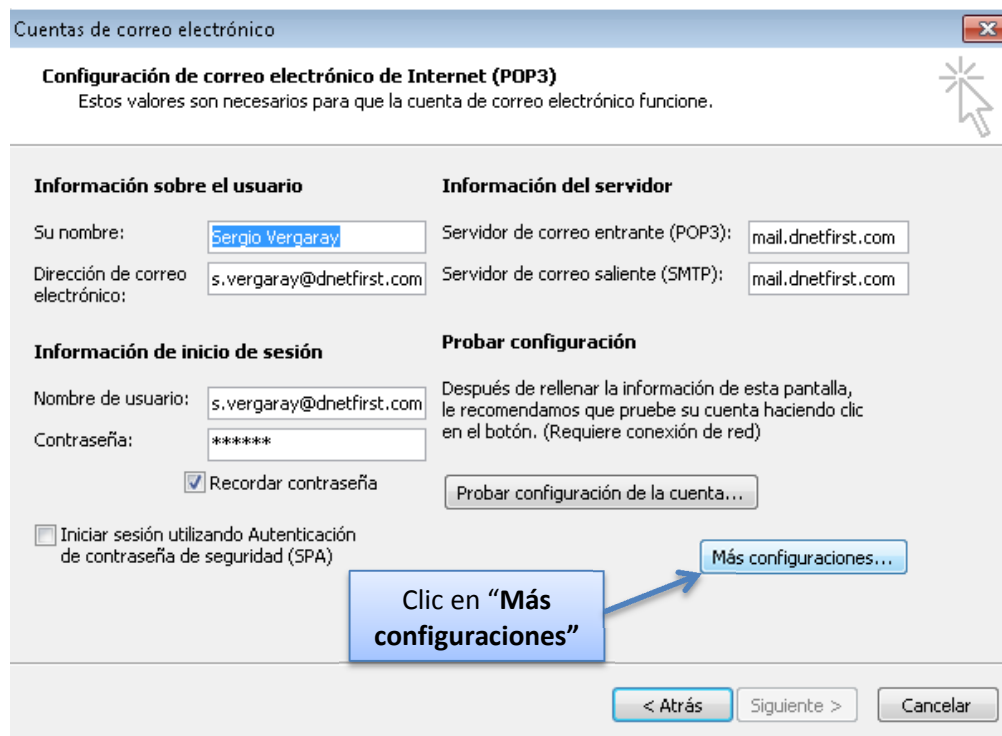 Cuentas de correo electrónico
Configuración de correo electrónico de Internet (POP3)
Estos valores son necesarios para que la cuenta de correo electrónico funcione.
Información sobre el usuario
Su nombre: Sergio Vergaray
Dirección de correo
electrónico: s.vergaray@dnetfirst.com
Información del servidor
Servidor de correo entrante (POP3): mail.dnetfirst.com
Servidor de correo saliente (SMTP): mail.dnetfirst.com
Información de inicio de sesión
Nombre de usuario: s.vergaray@dnetfirst.com
Contraseña: ******
Recordar contraseña
Iniciar sesión utilizando Autenticación
de contraseña de seguridad (SPA)
Probar configuración
Después de rellenar la información de esta pantalla,
le recomendamos que pruebe su cuenta haciendo clic
en el botón. (Requiere conexión de red)
Probar configuración de la cuenta...
Más configuraciones...
Clic en “Más
configuraciones”
< Atrás
Siguiente >
Cancelar